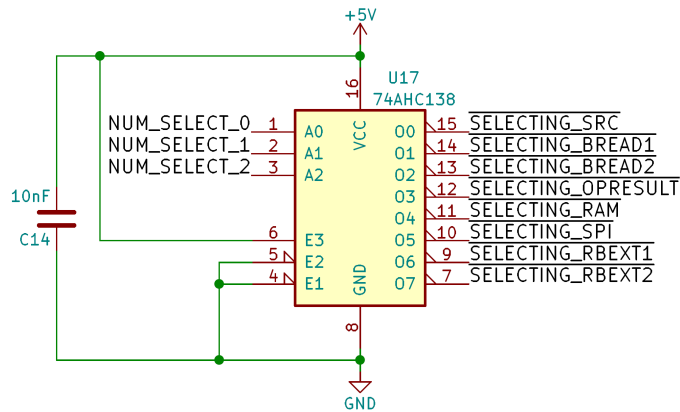 +5V
U17
74AHC138
16
VCC
NUM_SELECT_0 1 A0 O0 15 SELECTING_SRC
NUM_SELECT_1 2 A1 O1 14 SELECTING_BREAD1
NUM_SELECT_2 3 A2 O2 13 SELECTING_BREAD2
O3 12 SELECTING_OPRESULT
10nF
O4 11 SELECTING_RAM
C14
6 E3 O5 10 SELECTING_SPI
5 E2 O6 9 SELECTING_RBEXT1
4 E1 O7 7 SELECTING_RBEXT2
GND
8
GND